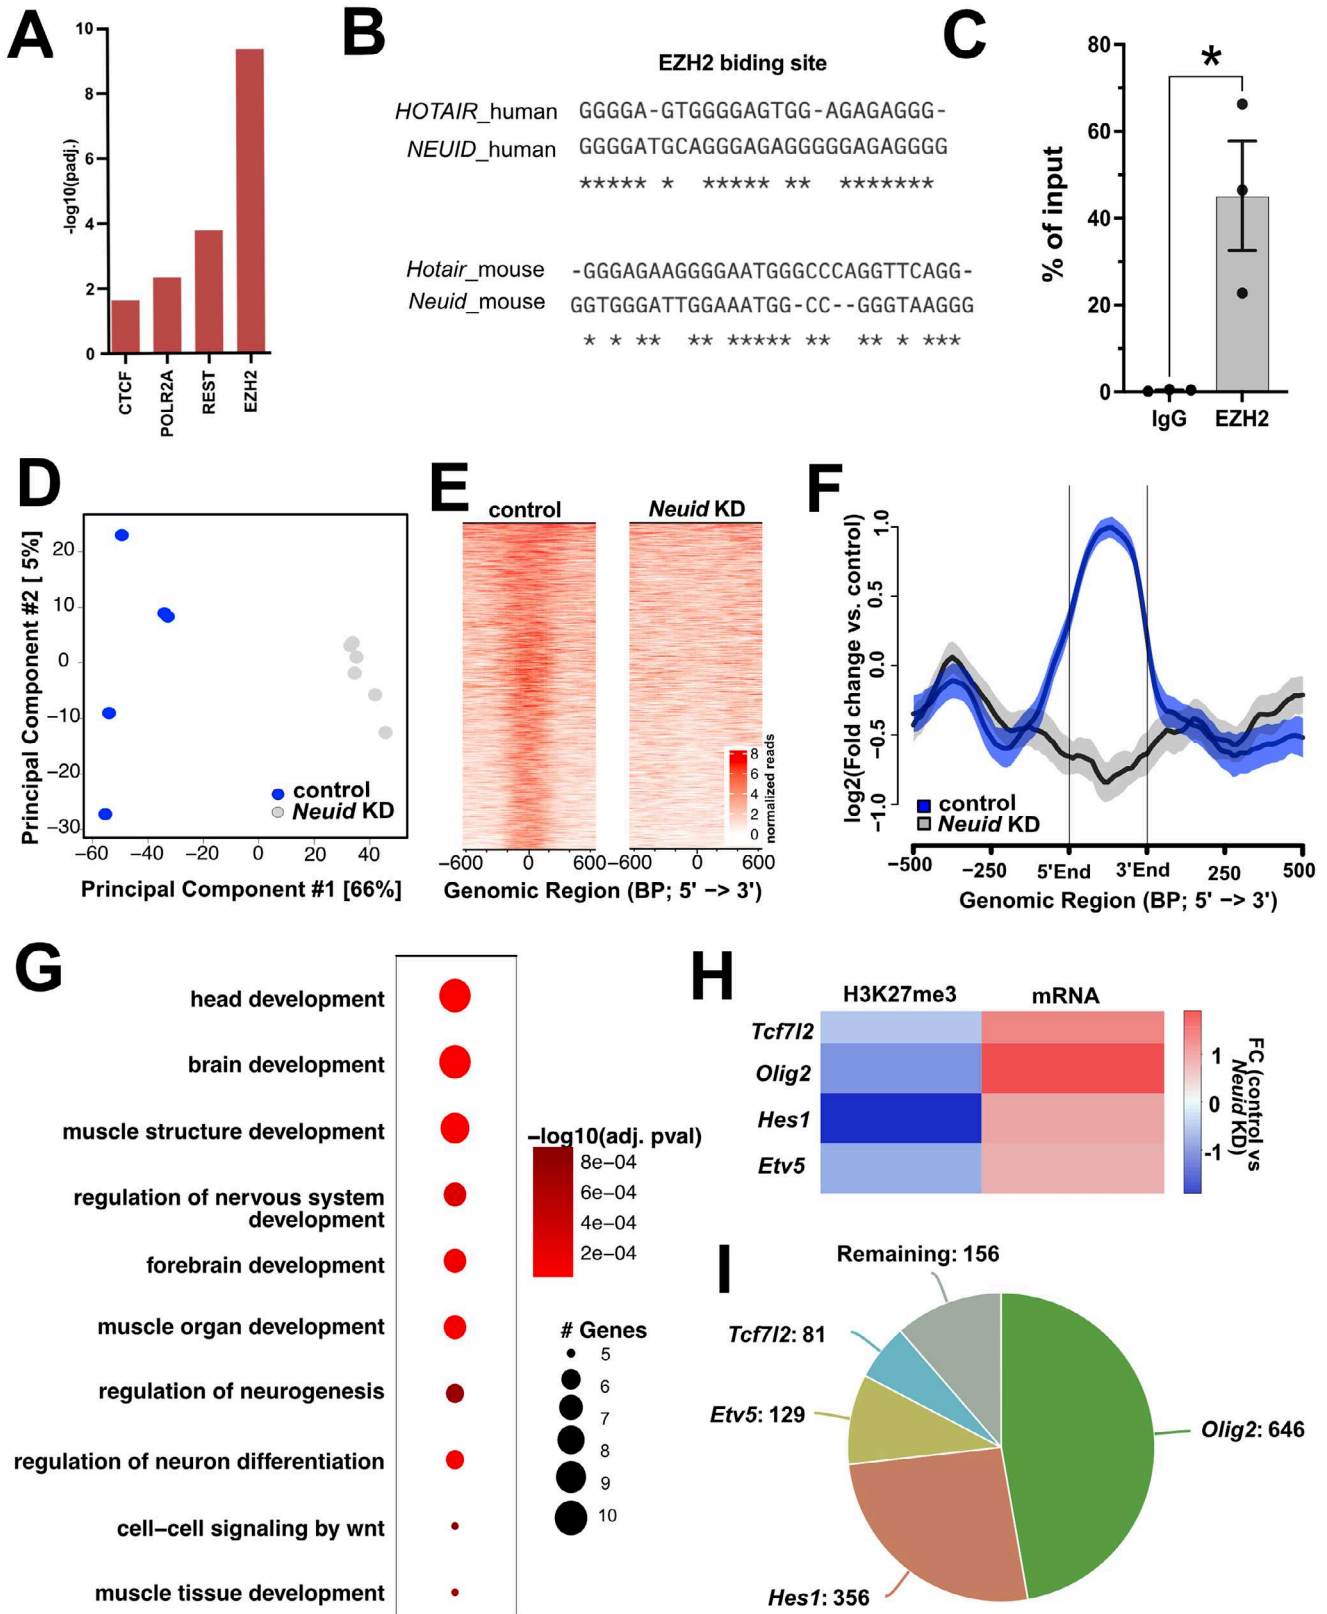 A
10
8
6
4
2
0
-log10(padj.)
CTCF
POLR2A
REST
EZH2
B
EZH2 biding site
HOTAIR_human GGGGA-GTGGGGAGTGG-AGAGAGGG-
NEUID_human GGGGATGCAGGGAGAGGGGGAGAGGGG
***** * ***** ** *******
Hotair_mouse -GGGAGAAGGGGAATGGGCCCAGGTTCAGG-
Neuid_mouse GGTGGGATTGGAAATGG-CC--GGGTAAGGG
* * ** ** ***** ** ** * ***
C
80
60
40
20
0
% of input
*
IgG
EZH2
D
20
10
0
−10
−20
−30
Principal Component #2 [ 5%]
control
Neuid KD
−60 −40 −20 0 20 40
Principal Component #1 [66%]
E
control
Neuid KD
8
6
4
2
0
normalized reads
−600 0 600
−600 0 600
Genomic Region (BP; 5' −> 3')
F
log2(Fold change vs. control)
1.0
0.5
0.0
−0.5
−1.0
control
Neuid KD
−500 −250 5'End 3'End 250 500
Genomic Region (BP; 5' −> 3')
G
head development
brain development
muscle structure development
regulation of nervous system
development
forebrain development
muscle organ development
regulation of neurogenesis
regulation of neuron differentiation
cell−cell signaling by wnt
muscle tissue development
−log10(adj. pval)
8e−04
6e−04
4e−04
2e−04
# Genes
5
6
7
8
9
10
H
H3K27me3 mRNA
Tcf7l2
Olig2
Hes1
Etv5
1
0
-1
FC (control vs
Neuid KD)
I
Remaining: 156
Tcf7l2: 81
Etv5: 129
Olig2: 646
Hes1: 356